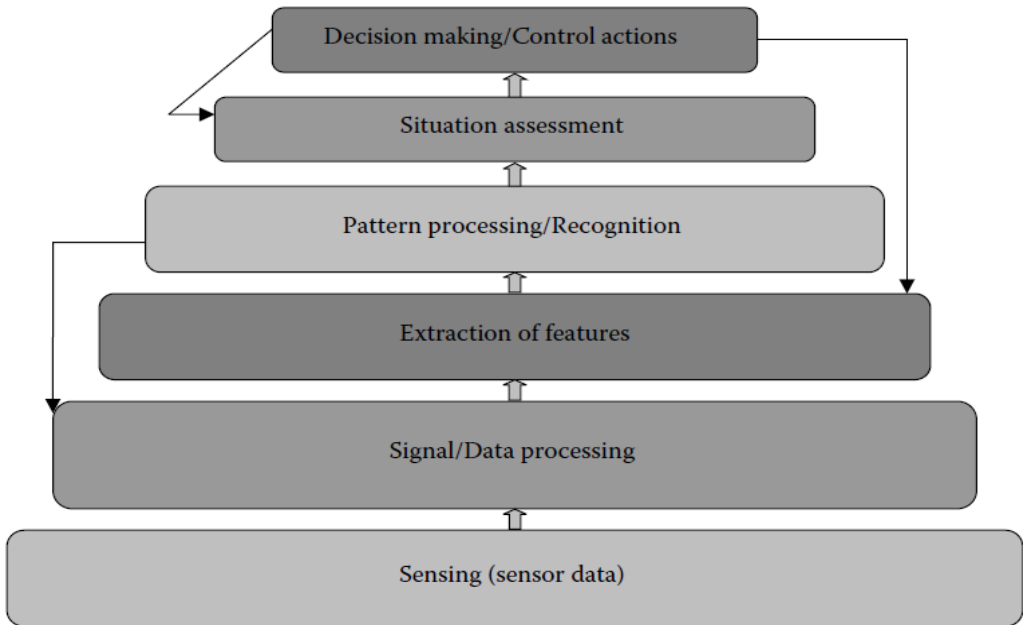 Decision making/Control actions
Situation assessment
Pattern processing/Recognition
Extraction of features
Signal/Data processing
Sensing (sensor data)